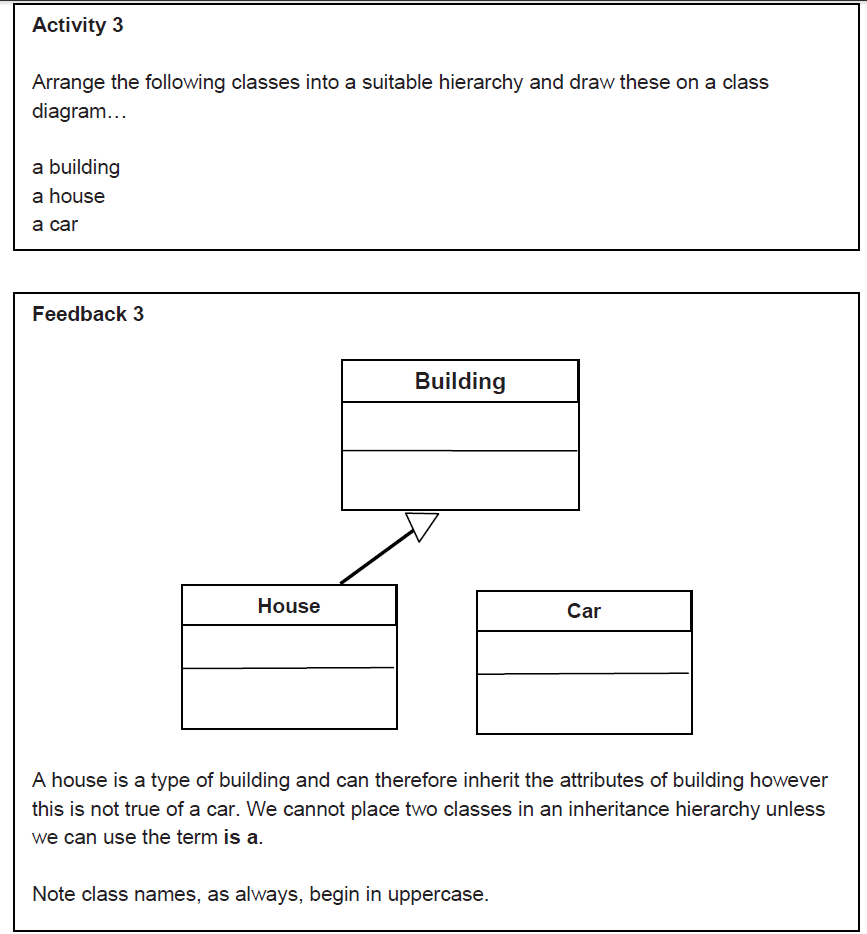 Activity 3
Arrange the following classes into a suitable hierarchy and draw these on a class
diagram…
a building
a house
a car
Feedback 3
Building
House
Car
A house is a type of building and can therefore inherit the attributes of building however
this is not true of a car. We cannot place two classes in an inheritance hierarchy unless
we can use the term is a.
Note class names, as always, begin in uppercase.